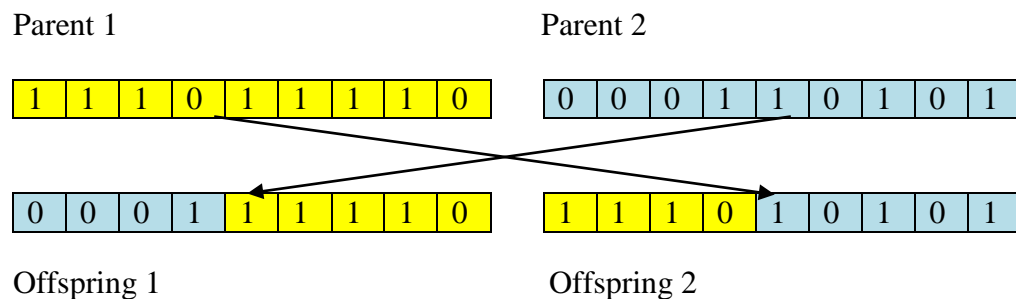 Parent 1 Parent 2
1 1 1 0 1 1 1 1 0 0 0 0 1 1 0 1 0 1
0 0 0 1 1 1 1 1 0 1 1 1 0 1 0 1 0 1
Offspring 1 Offspring 2